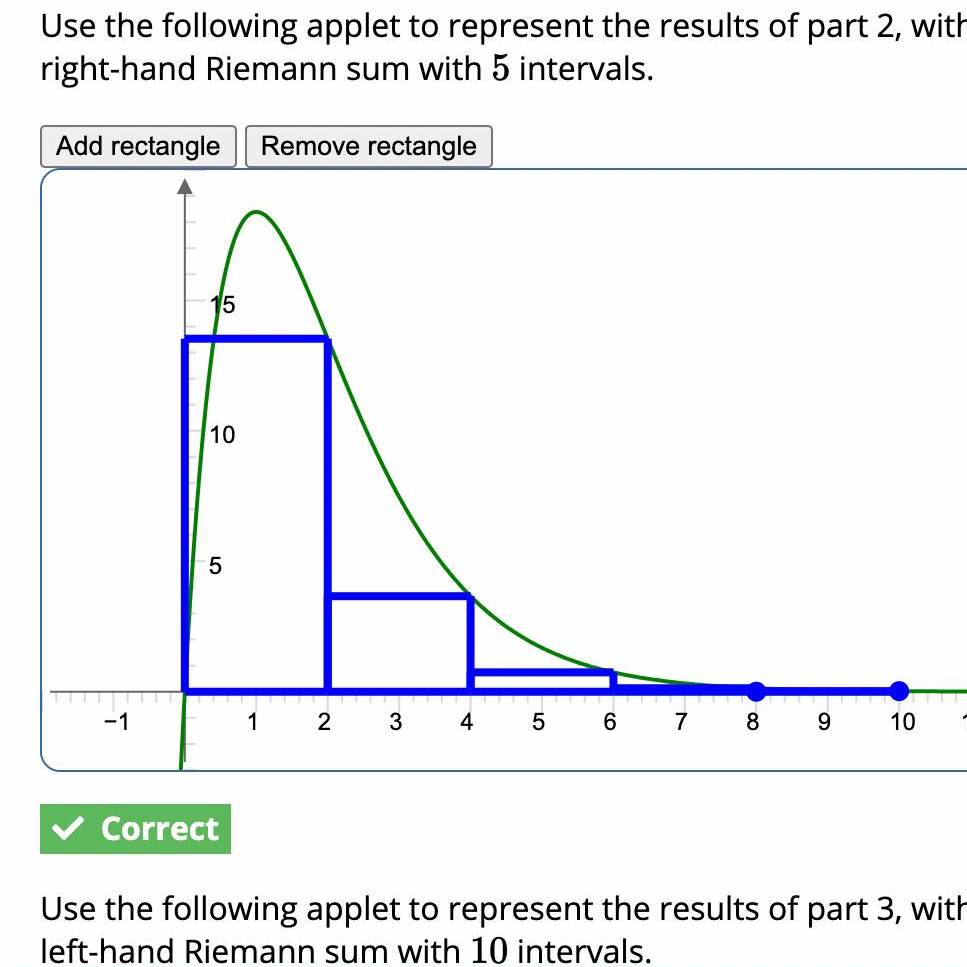 Use the following applet to represent the results of part 2, with
right-hand Riemann sum with 5 intervals.
Add rectangle Remove rectangle
15
10
5
−1 1 2 3 4 5 6 7 8 9 10
Correct
Use the following applet to represent the results of part 3, with
left-hand Riemann sum with 10 intervals.